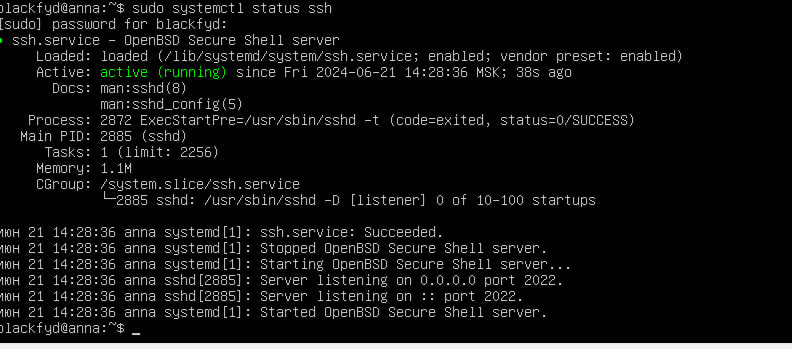 blackfyd@anna:~$ sudo systemctl status ssh
[sudo] password for blackfyd:
● ssh.service - OpenBSD Secure Shell server
Loaded: loaded (/lib/systemd/system/ssh.service; enabled; vendor preset: enabled)
Active: active (running) since Fri 2024-06-21 14:28:36 MSK; 38s ago
Docs: man:sshd(8)
man:sshd_config(5)
Process: 2872 ExecStartPre=/usr/sbin/sshd -t (code=exited, status=0/SUCCESS)
Main PID: 2885 (sshd)
Tasks: 1 (limit: 2256)
Memory: 1.1M
CGroup: /system.slice/ssh.service
└─2885 sshd: /usr/sbin/sshd -D [listener] 0 of 10-100 startups
июн 21 14:28:36 anna systemd[1]: ssh.service: Succeeded.
июн 21 14:28:36 anna systemd[1]: Stopped OpenBSD Secure Shell server.
июн 21 14:28:36 anna systemd[1]: Starting OpenBSD Secure Shell server...
июн 21 14:28:36 anna sshd[2885]: Server listening on 0.0.0.0 port 2022.
июн 21 14:28:36 anna sshd[2885]: Server listening on :: port 2022.
июн 21 14:28:36 anna systemd[1]: Started OpenBSD Secure Shell server.
blackfyd@anna:~$ _